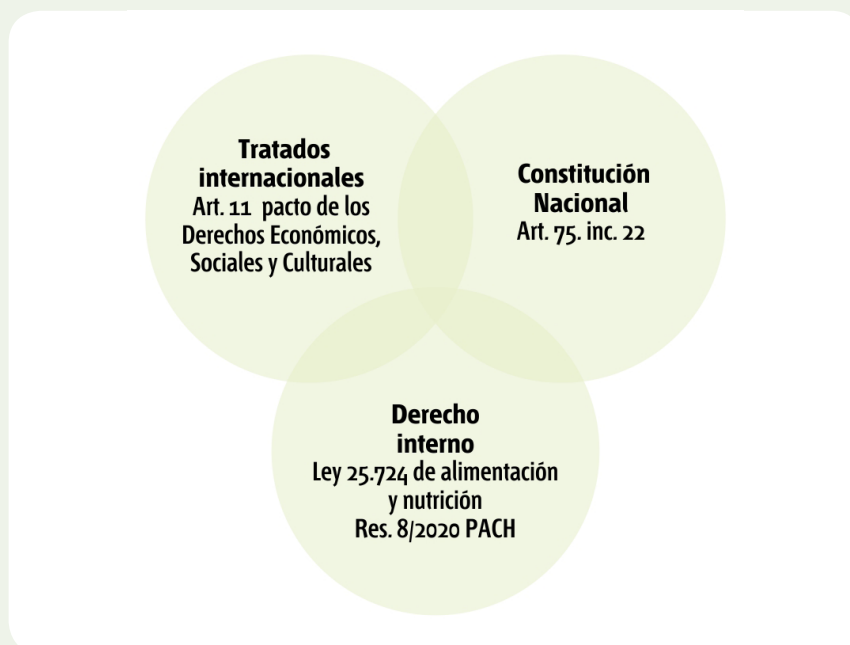 Tratados
internacionales
Art. 11 pacto de los
Derechos Económicos,
Sociales y Culturales
Constitución
Nacional
Art. 75. inc. 22
Derecho
interno
Ley 25.724 de alimentación
y nutrición
Res. 8/2020 PACH